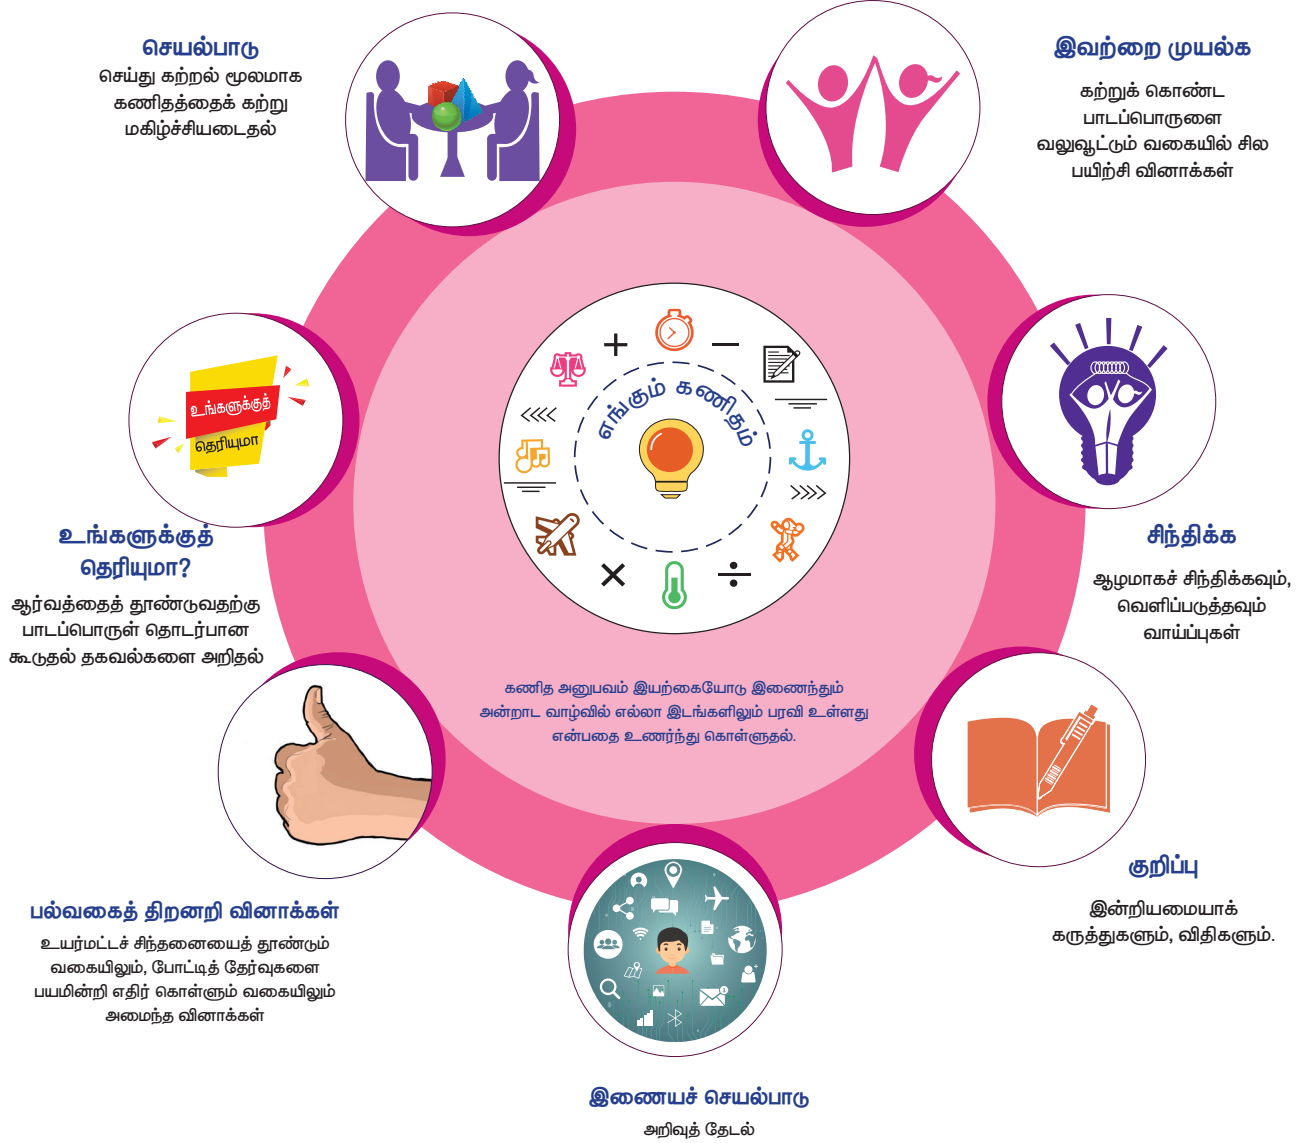 செயல்பாடு
செய்து கற்றல் மூலமாக
கணிதத்தைக் கற்று
மகிழ்ச்சியடைதல்
இவற்றை முயல்க
கற்றுக் கொண்ட
பாடப்பொருளை
வலுவூட்டும் வகையில் சில
பயிற்சி வினாக்கள்
எங்கும் கணிதம்
உங்களுக்குத்
தெரியுமா
உங்களுக்குத்
தெரியுமா?
ஆர்வத்தைத் தூண்டுவதற்கு
பாடப்பொருள் தொடர்பான
கூடுதல் தகவல்களை அறிதல்
சிந்திக்க
ஆழமாகச் சிந்திக்கவும்,
வெளிப்படுத்தவும்
வாய்ப்புகள்
கணித அனுபவம் இயற்கையோடு இணைந்தும்
அன்றாட வாழ்வில் எல்லா இடங்களிலும் பரவி உள்ளது
என்பதை உணர்ந்து கொள்ளுதல்.
குறிப்பு
இன்றியமையாக்
கருத்துகளும், விதிகளும்.
பல்வகைத் திறனறி வினாக்கள்
உயர்மட்டச் சிந்தனையைத் தூண்டும்
வகையிலும், போட்டித் தேர்வுகளை
பயமின்றி எதிர் கொள்ளும் வகையிலும்
அமைந்த வினாக்கள்
இணையச் செயல்பாடு
அறிவுத் தேடல்